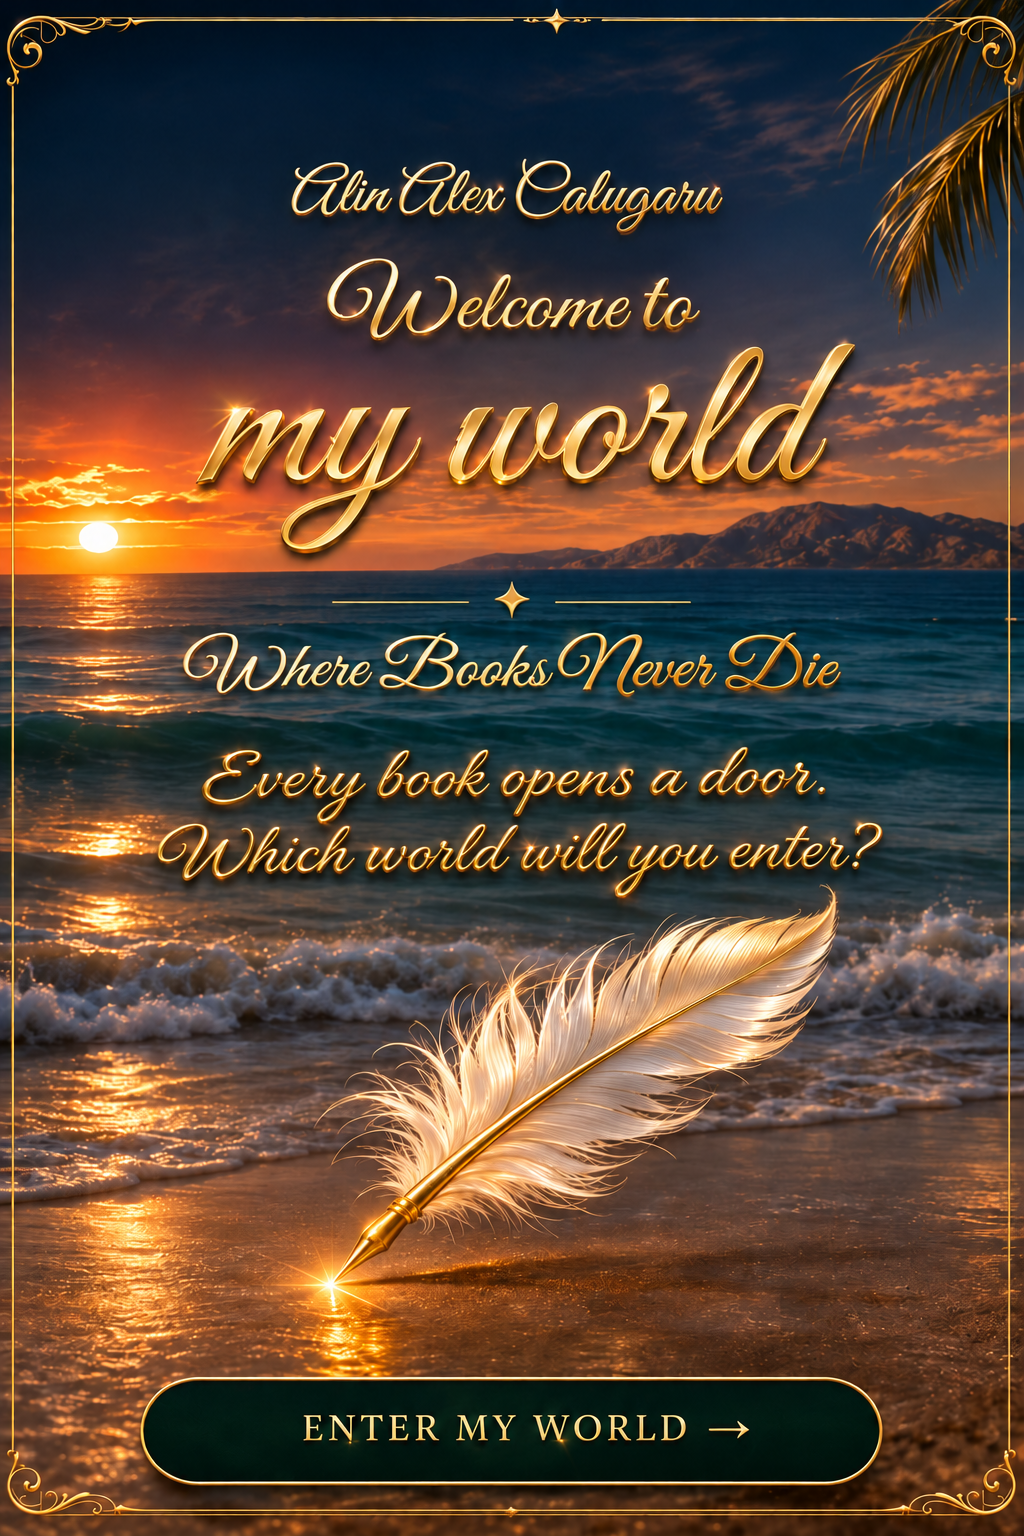 Alin Alex Calugaru
Welcome to
my world
Where Books Never Die
Every book opens a door.
Which world will you enter?
ENTER MY WORLD →